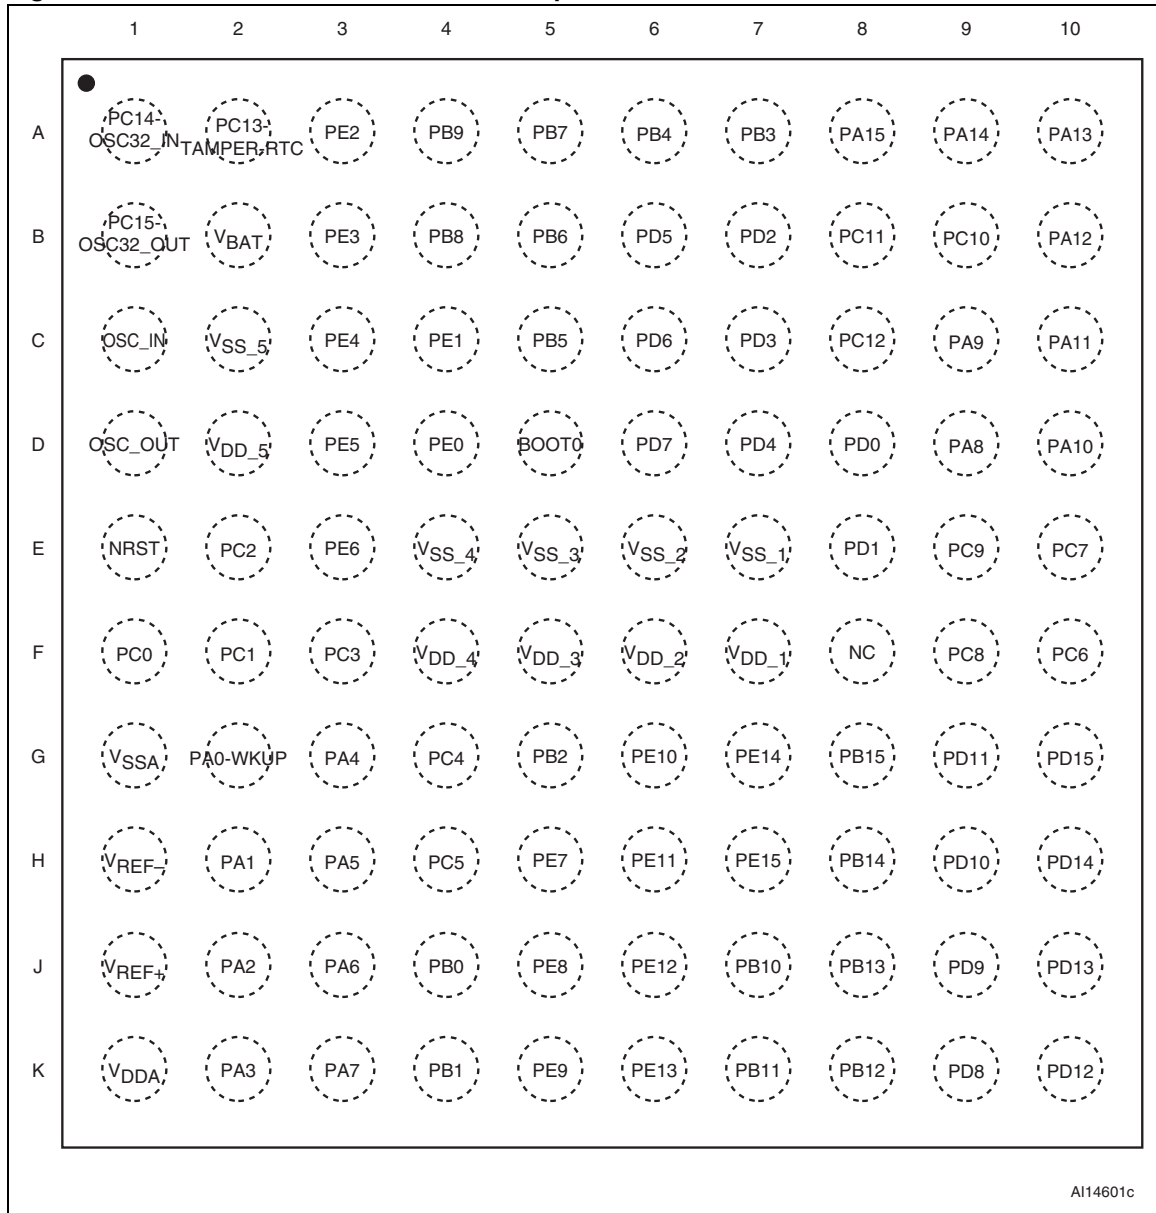 1 2 3 4 5 6 7 8 9 10
A PC14-OSC32_IN PC13-TAMPER-RTC PE2 PB9 PB7 PB4 PB3 PA15 PA14 PA13
B PC15-OSC32_OUT VBAT PE3 PB8 PB6 PD5 PD2 PC11 PC10 PA12
C OSC_IN VSS_5 PE4 PE1 PB5 PD6 PD3 PC12 PA9 PA11
D OSC_OUT VDD_5 PE5 PE0 BOOT0 PD7 PD4 PD0 PA8 PA10
E NRST PC2 PE6 VSS_4 VSS_3 VSS_2 VSS_1 PD1 PC9 PC7
F PC0 PC1 PC3 VDD_4 VDD_3 VDD_2 VDD_1 NC PC8 PC6
G VSSA PA0-WKUP PA4 PC4 PB2 PE10 PE14 PB15 PD11 PD15
H VREF– PA1 PA5 PC5 PE7 PE11 PE15 PB14 PD10 PD14
J VREF+ PA2 PA6 PB0 PE8 PE12 PB10 PB13 PD9 PD13
K VDDA PA3 PA7 PB1 PE9 PE13 PB11 PB12 PD8 PD12
AI14601c